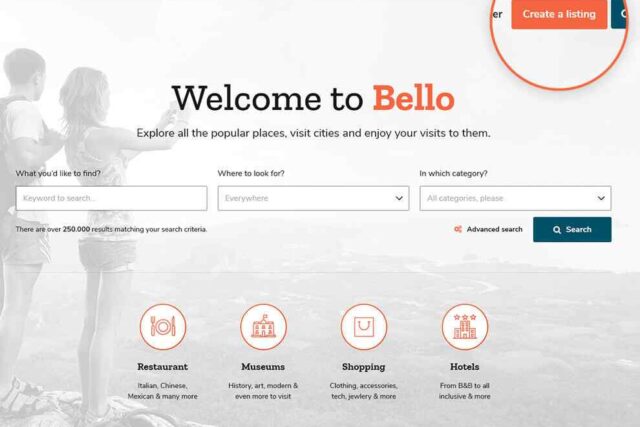 er Create a listing
Welcome to Bello
Explore all the popular places, visit cities and enjoy your visits to them.
What you'd like to find? Where to look for? In which category?
Keyword to search... Everywhere All categories, please
There are over 250.000 results matching your search criteria. Advanced search Search
Restaurant Museums Shopping Hotels
Italian, Chinese, History, art, modern & Clothing, accessories, From B&B to all
Mexican & many more even more to visit tech, jewlery & more inclusive & more